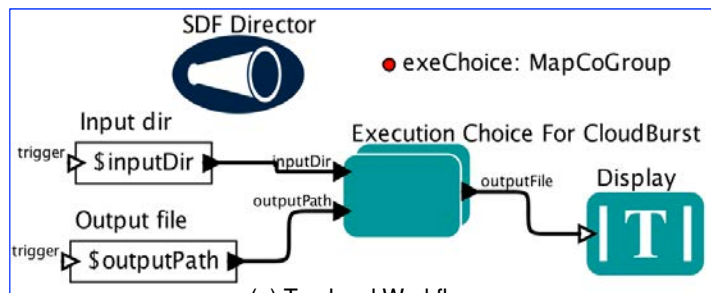 SDF Director
exeChoice: MapCoGroup
Input dir
trigger
$inputDir
inputDir
Execution Choice For CloudBurst
outputPath
outputFile
Display
T
Output file
trigger
$outputPath